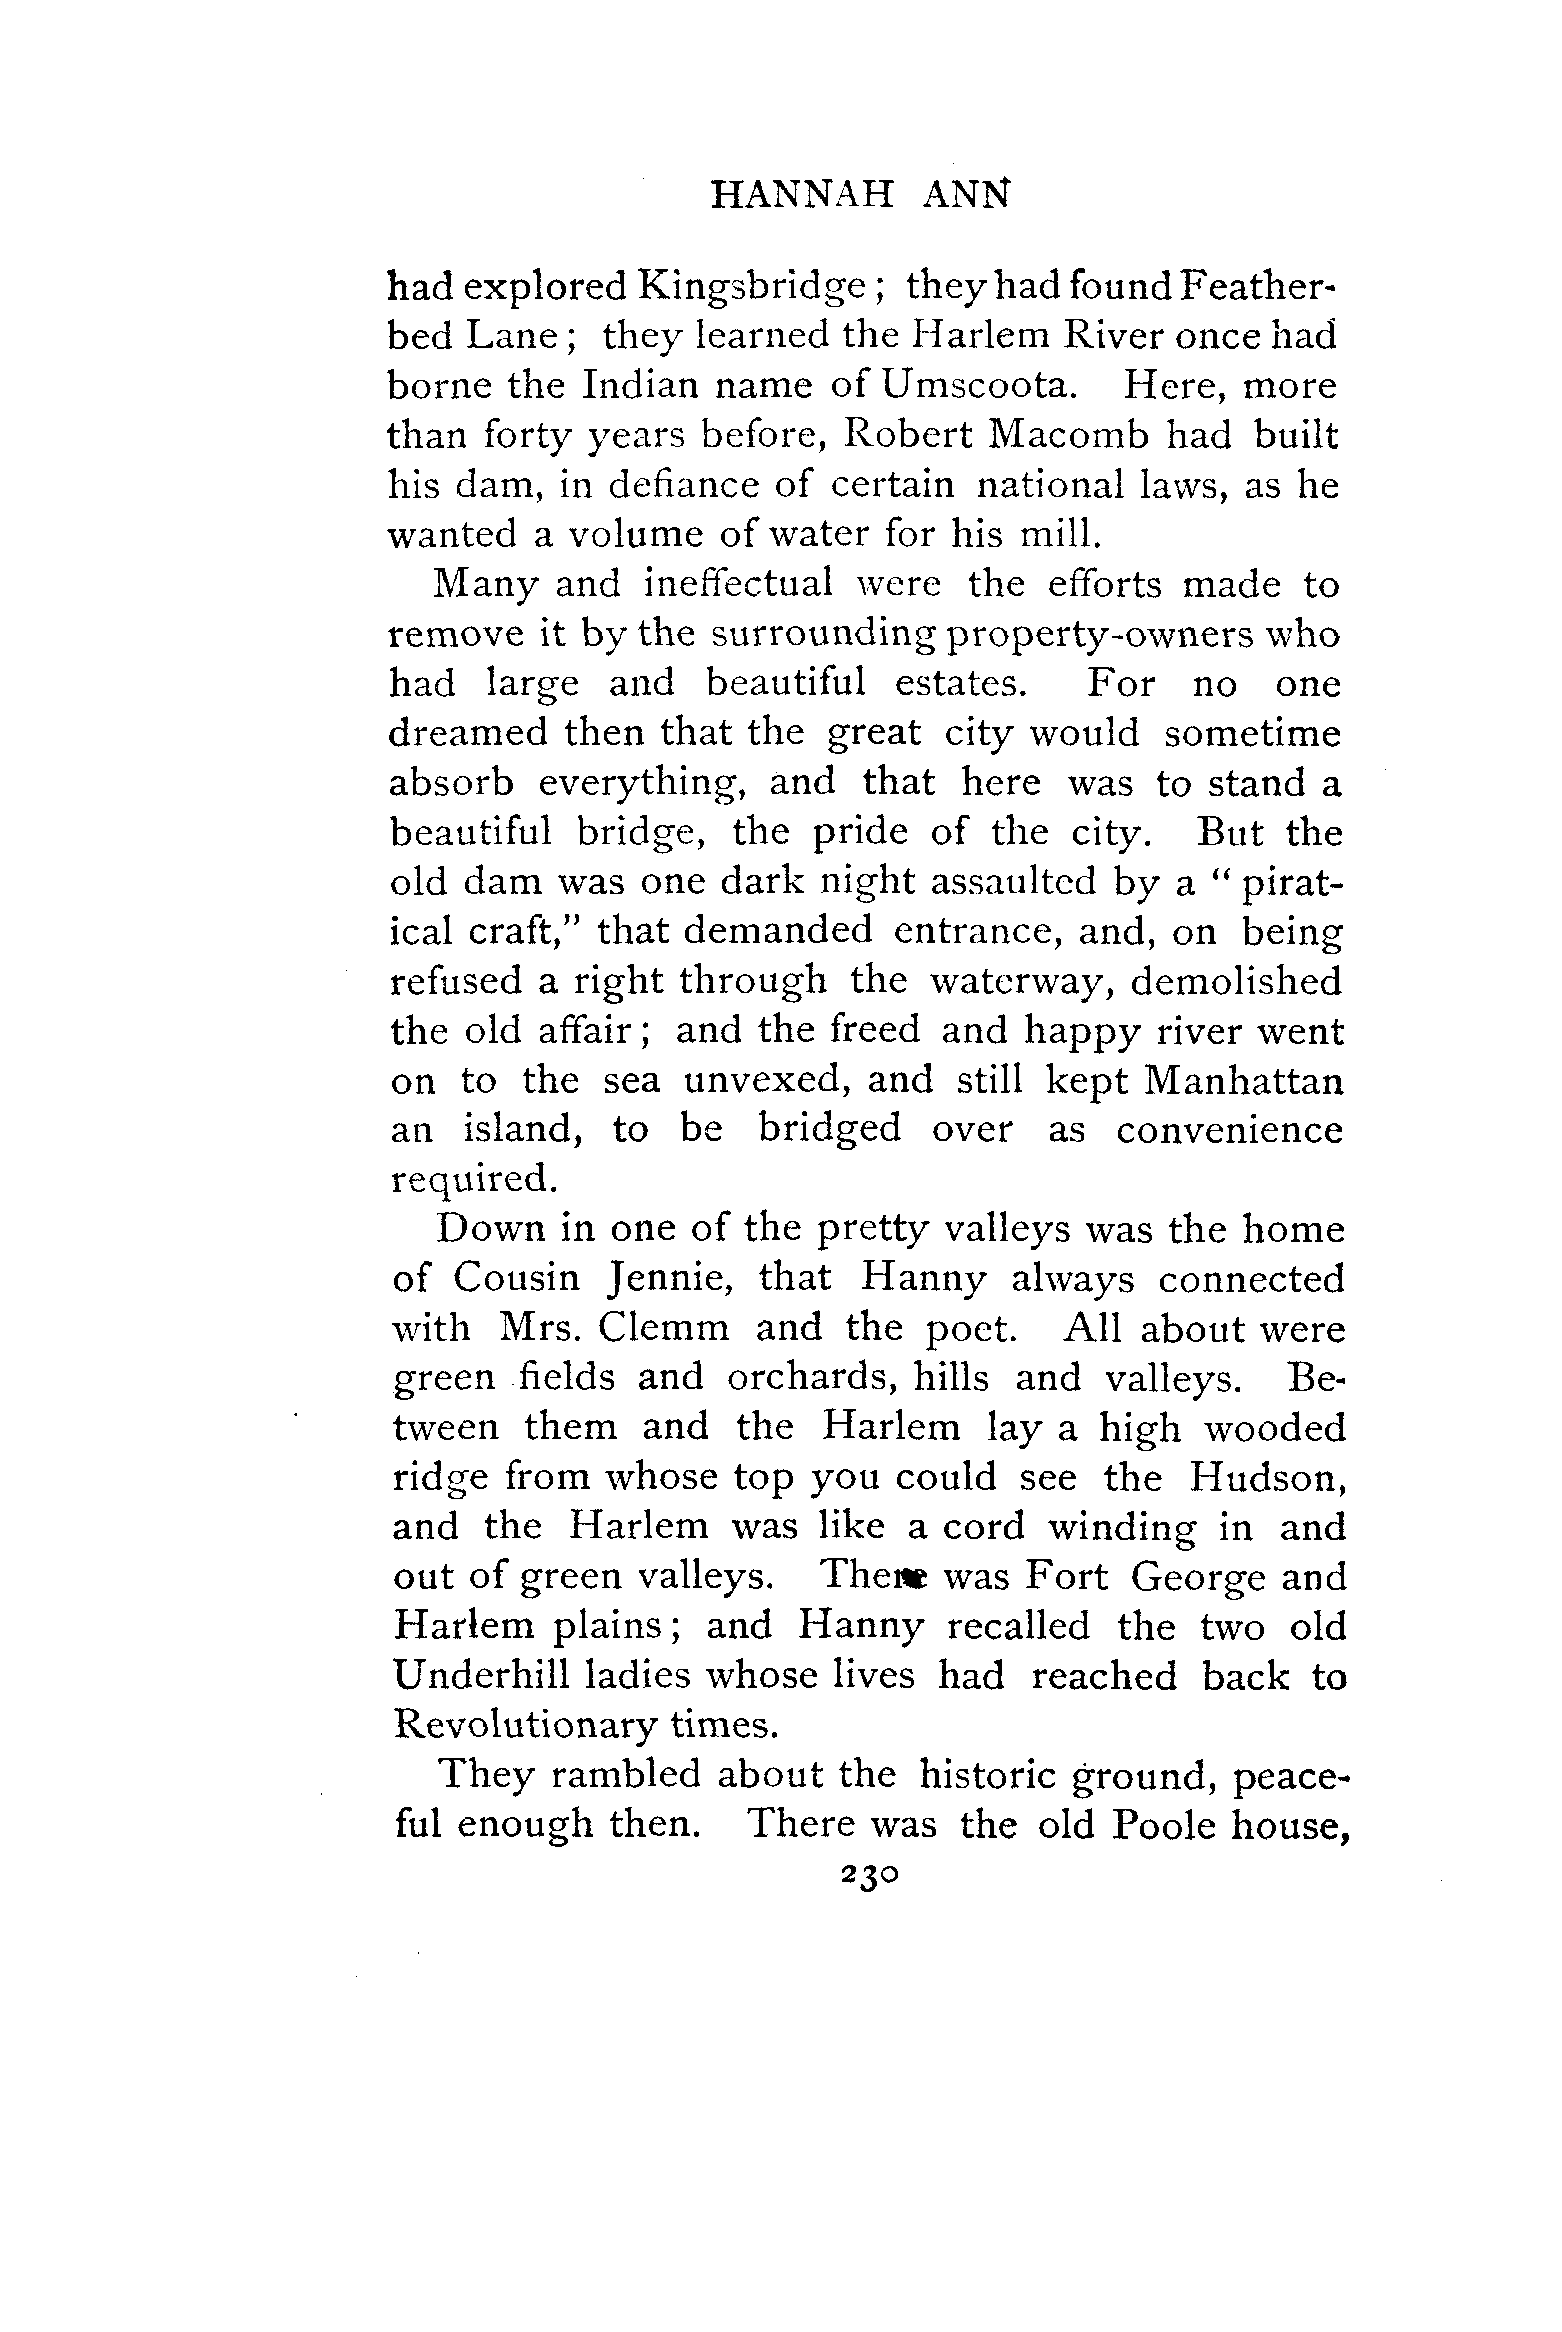 HANNAH ANN
had explored Kingsbridge; they had found Feather-
bed Lane; they learned the Harlem River once had
borne the Indian name of Umscoota. Here, more
than forty years before, Robert Macomb had built
his dam, in defiance of certain national laws, as he
wanted a volume of water for his mill.
Many and ineffectual were the efforts made to
remove it by the surrounding property-owners who
had large and beautiful estates. For no one
dreamed then that the great city would sometime
absorb everything, and that here was to stand a
beautiful bridge, the pride of the city. But the
old dam was one dark night assaulted by a “ pirat-
ical craft,” that demanded entrance, and, on being
refused a right through the waterway, demolished
the old affair; and the freed and happy river went
on to the sea unvexed, and still kept Manhattan
an island, to be bridged over as convenience
required.
Down in one of the pretty valleys was the home
of Cousin Jennie, that Hanny always connected
with Mrs. Clemm and the poet. All about were
green fields and orchards, hills and valleys. Be-
tween them and the Harlem lay a high wooded
ridge from whose top you could see the Hudson,
and the Harlem was like a cord winding in and
out of green valleys. There was Fort George and
Harlem plains; and Hanny recalled the two old
Underhill ladies whose lives had reached back to
Revolutionary times.
They rambled about the historic ground, peace-
ful enough then. There was the old Poole house,
230